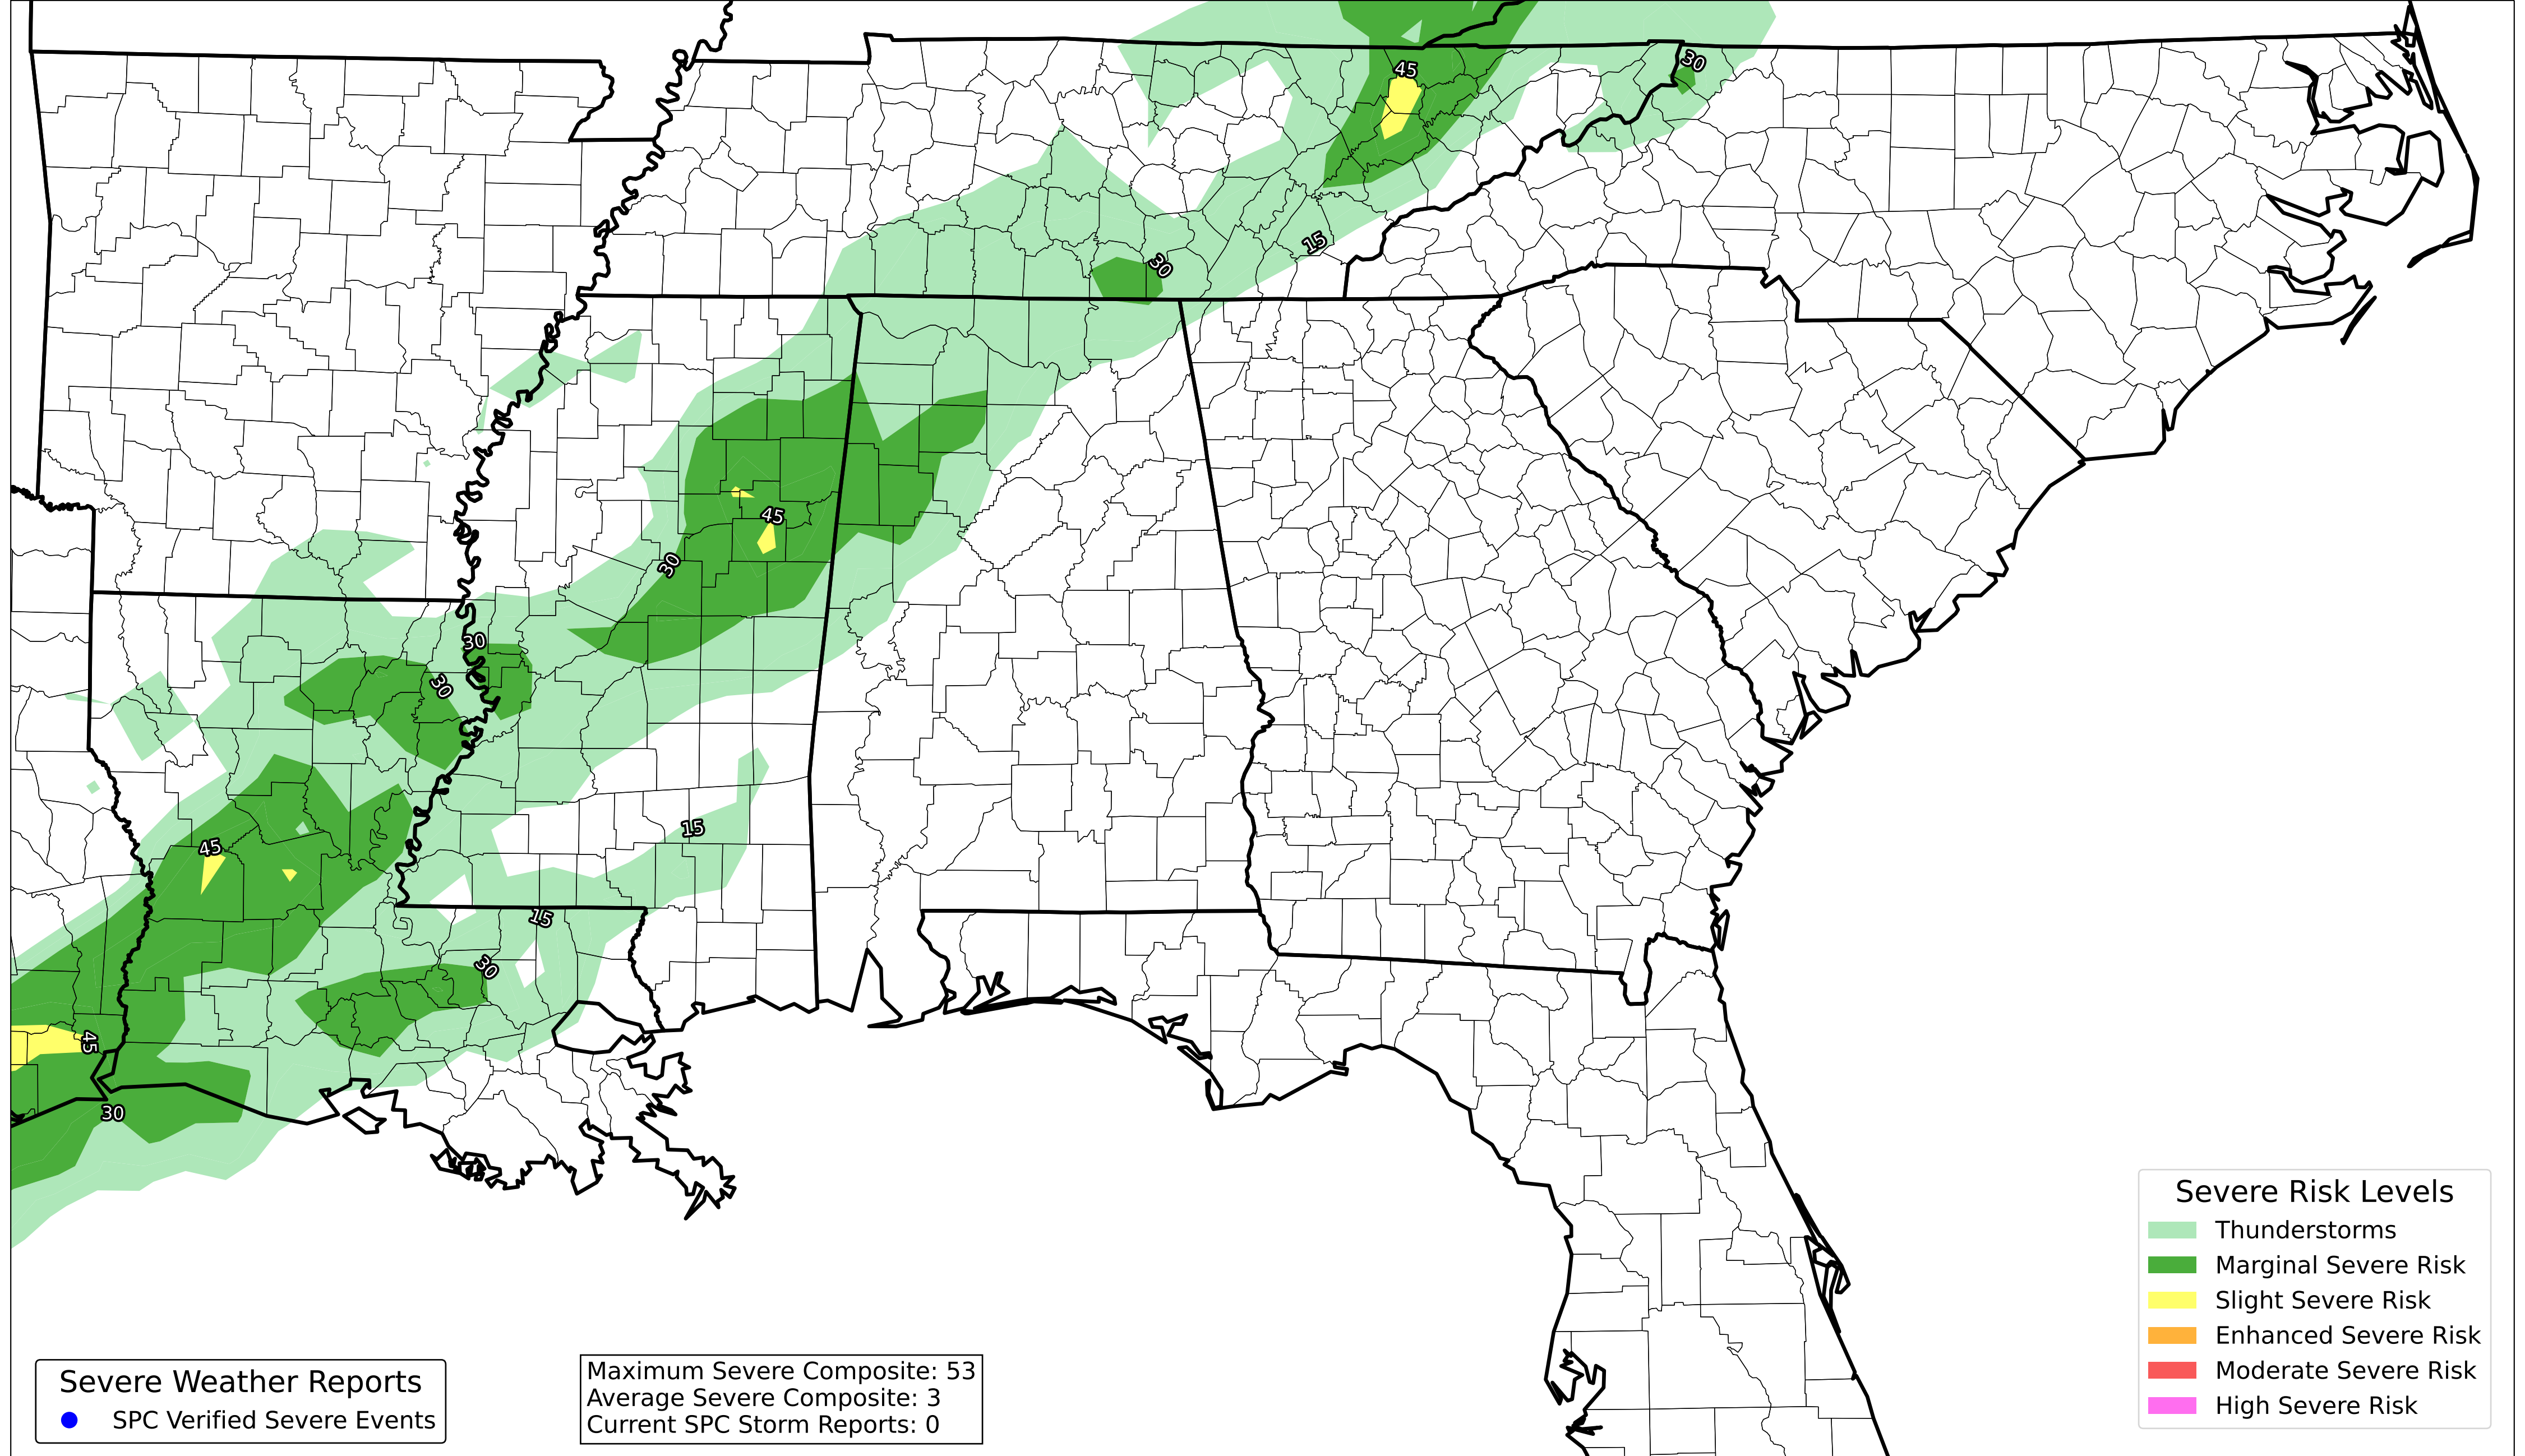 45
30
30
15
45
30
30
30
15
45
15
30
45
30
Severe Risk Levels
Thunderstorms
Marginal Severe Risk
Slight Severe Risk
Enhanced Severe Risk
Moderate Severe Risk
High Severe Risk
Severe Weather Reports
SPC Verified Severe Events
Maximum Severe Composite: 53
Average Severe Composite: 3
Current SPC Storm Reports: 0